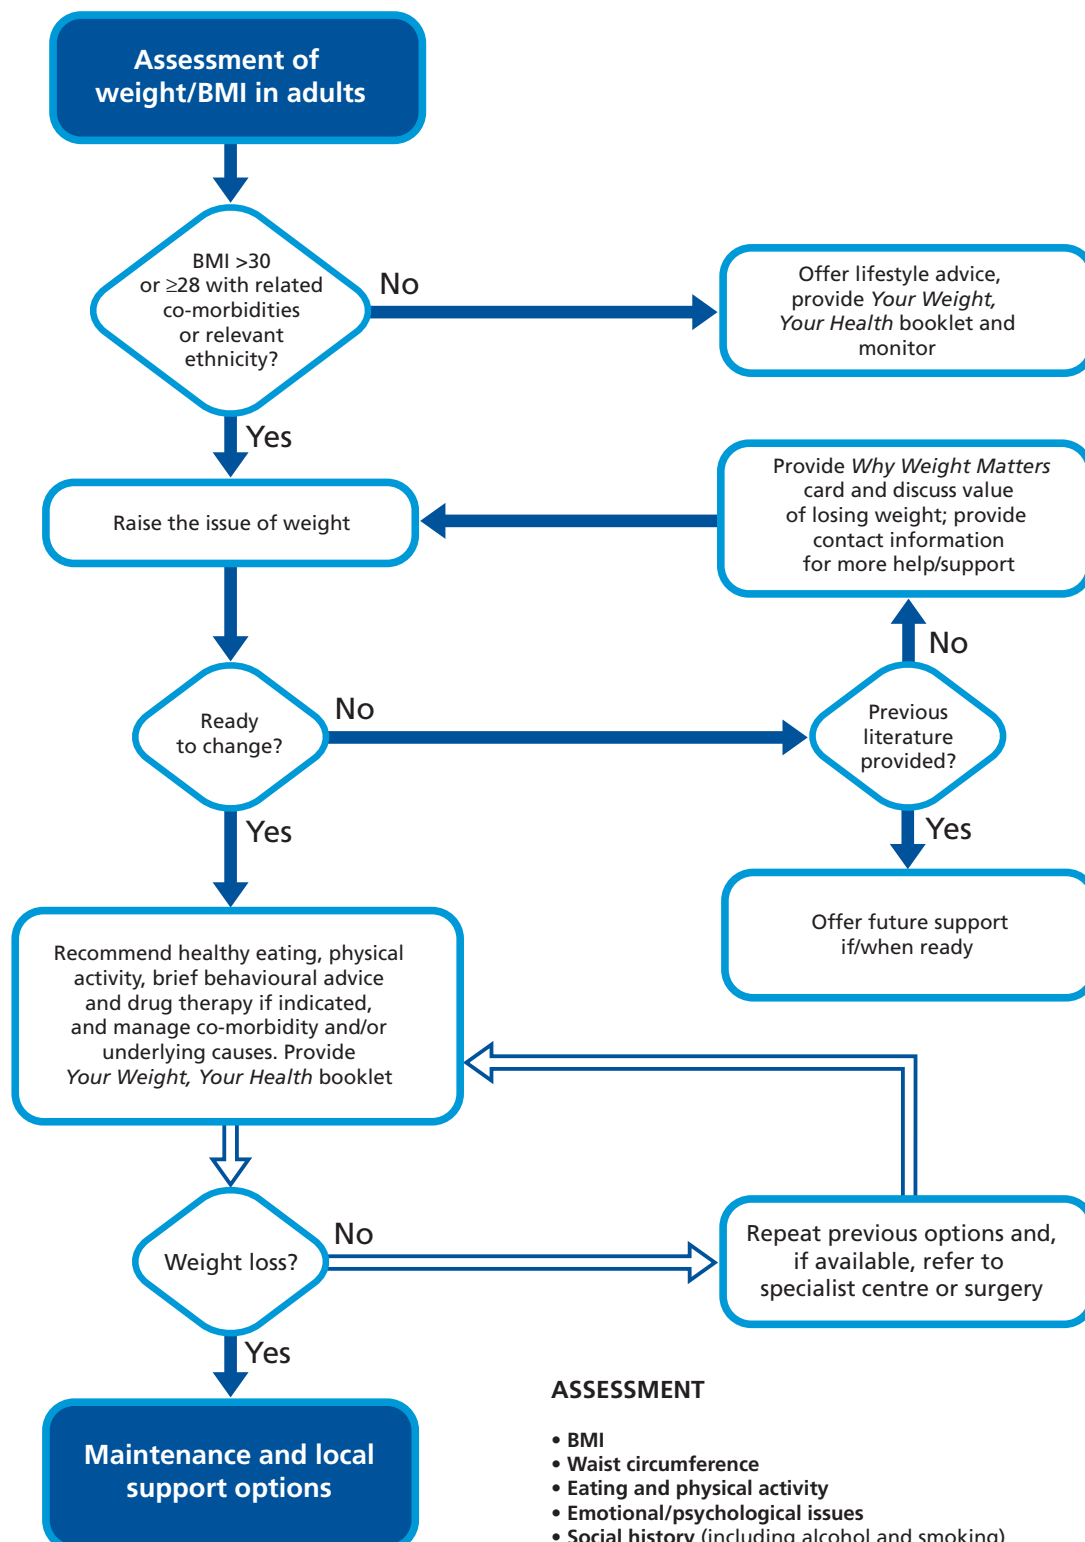 Assessment of
weight/BMI in adults
BMI >30
or ≥28 with related
co-morbidities
or relevant
ethnicity?
No
Offer lifestyle advice,
provide Your Weight,
Your Health booklet and
monitor
Yes
Raise the issue of weight
Provide Why Weight Matters
card and discuss value
of losing weight; provide
contact information
for more help/support
No
Ready
to change?
No
Previous
literature
provided?
Yes
Yes
Offer future support
if/when ready
Recommend healthy eating, physical
activity, brief behavioural advice
and drug therapy if indicated,
and manage co-morbidity and/or
underlying causes. Provide
Your Weight, Your Health booklet
Weight loss?
No
Repeat previous options and,
if available, refer to
specialist centre or surgery
Yes
Maintenance and local
support options
ASSESSMENT
• BMI
• Waist circumference
• Eating and physical activity
• Emotional/psychological issues
• Social history (including alcohol and smoking)